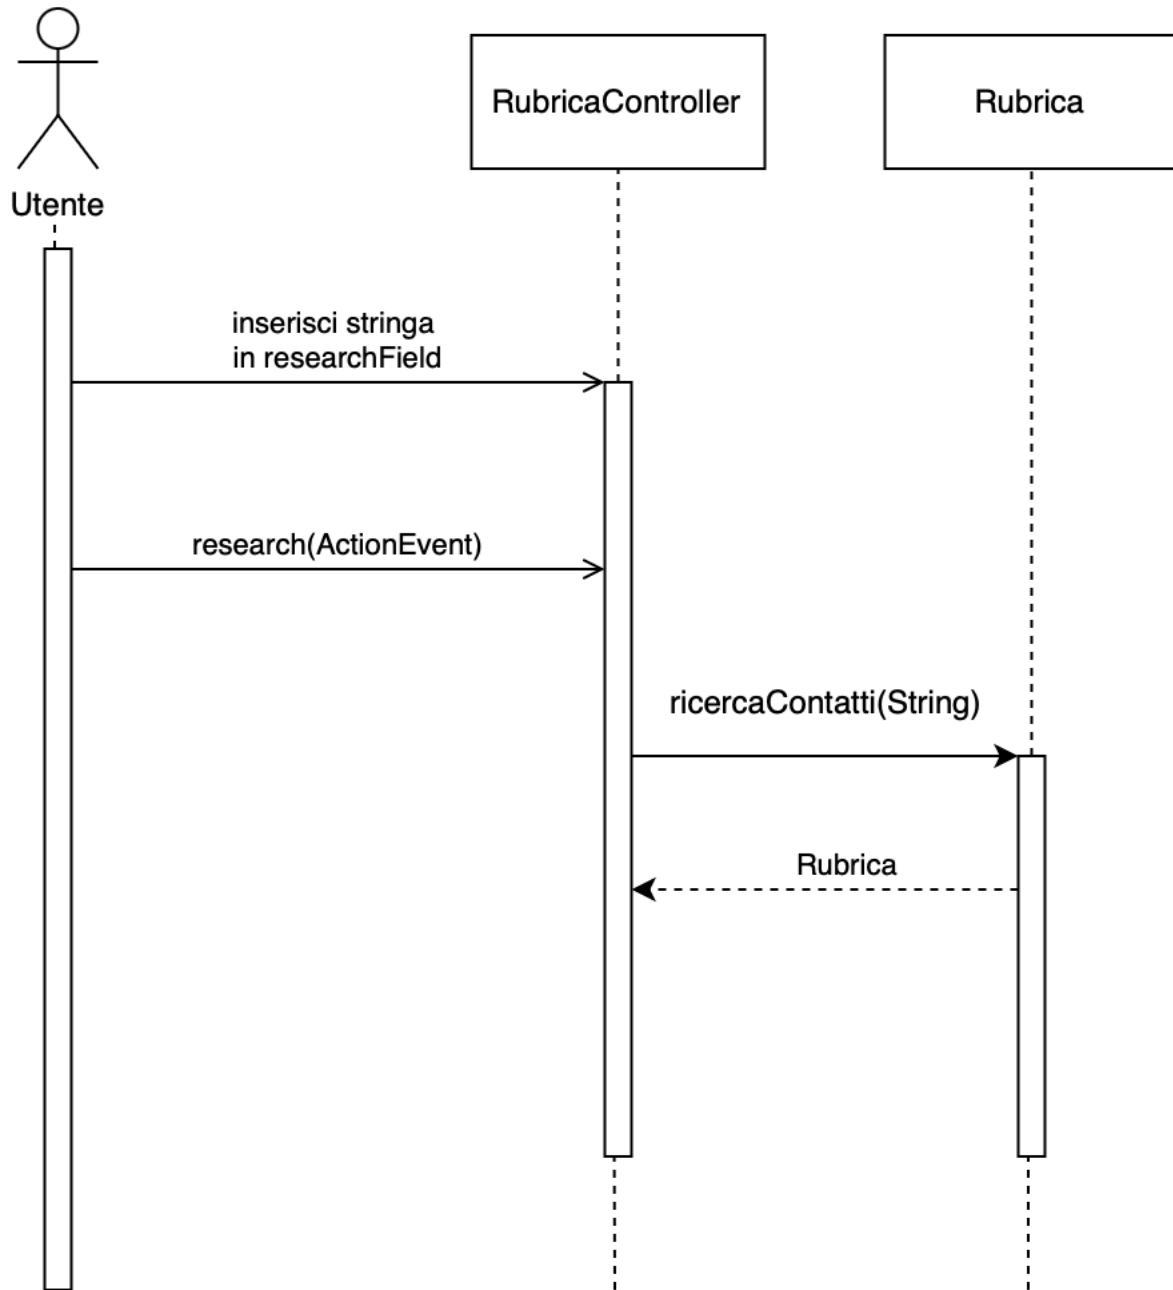 Utente
RubricaController
Rubrica
inserisci stringa
in researchField
research(ActionEvent)
ricercaContatti(String)
Rubrica